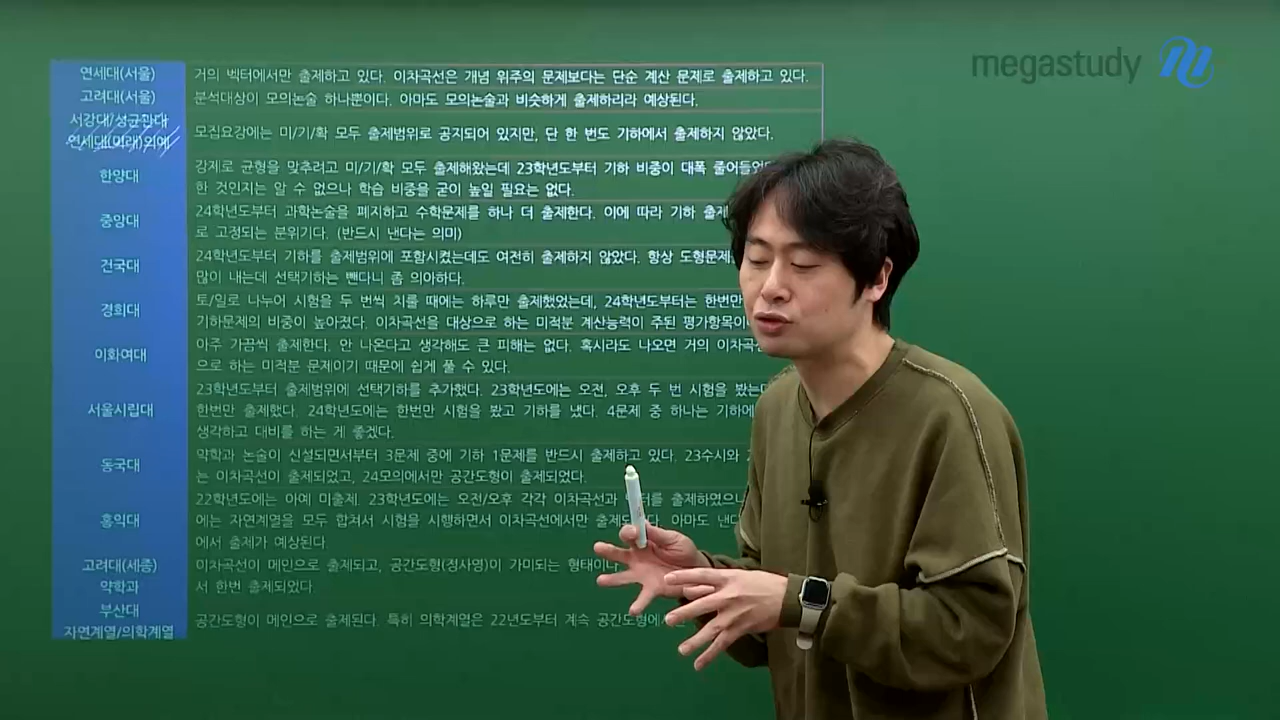 megastudy
연세대(서울) 거의 벡터에서만 출제하고 있다. 이차곡선은 개념 위주의 문제보다는 단순 계산 문제로 출제하고 있다.
고려대(서울) 분석대상이 모의논술 하나뿐이다. 아마도 모의논술과 비슷하게 출제하리라 예상된다.
서강대/성균관대
연세대(미래)외에 모집요강에는 미/기/확 모두 출제범위로 공지되어 있지만, 단 한 번도 기하에서 출제하지 않았다.
한양대 강제로 균형을 맞추려고 미/기/확 모두 출제해왔는데 23학년도부터 기하 비중이 대폭
한 것인지는 알 수 없으나 학습 비중을 굳이 높일 필요는 없다.
중앙대 24학년도부터 과학논술을 폐지하고 수학문제를 하나 더 출제한다. 이에 따라 기하
로 고정되는 분위기다. (반드시 낸다는 의미)
건국대 24학년도부터 기하를 출제범위에 포함시켰는데도 여전히 출제하지 않았다. 항상
많이 내는데 선택기하는 뺀다니 좀 의아하다.
경희대 토/일로 나누어 시험을 두 번씩 치를 때에는 하루만 출제했었는데, 24학년도부터는 한번만
기하문제의 비중이 높아졌다. 이차곡선을 대상으로 하는 미적분 계산능력이 주된
이화여대 아주 가끔씩 출제한다. 안 나온다고 생각해도 큰 피해는 없다. 혹시라도 나오면 거의
으로 하는 미적분 문제이기 때문에 쉽게 풀 수 있다.
23학년도부터 출제범위에 선택기하를 추가했다. 23학년도에는 오전, 오후 두 번 시험을
서울시립대 한번만 출제했다. 24학년도에는 한번만 시험을 봤고 기하를 냈다. 4문제 중 하나는
생각하고 대비를 하는 게 좋겠다.
동국대 약학과 논술이 신설되면서부터 3문제 중에 기하 1문제를 반드시 출제하고 있다. 23수시와
는 이차곡선이 출제되었고, 24모의에서만 공간도형이 출제되었다.
22학년도에는 아예 미출제. 23학년도에는 오전/오후 각각 이차곡선과
홍익대 에는 자연계열을 모두 합쳐서 시험을 시행하면서 이차곡선에서만 아마도
에서 출제가 예상된다.
고려대(세종) 이차곡선이 메인으로 출제되고, 공간도형(정사영)이 가미되는
약학과 서 한번 출제되었다.
부산대
자연계열/의학계열 공간도형이 메인으로 출제된다. 특히 의학계열은 22년도부터 계속